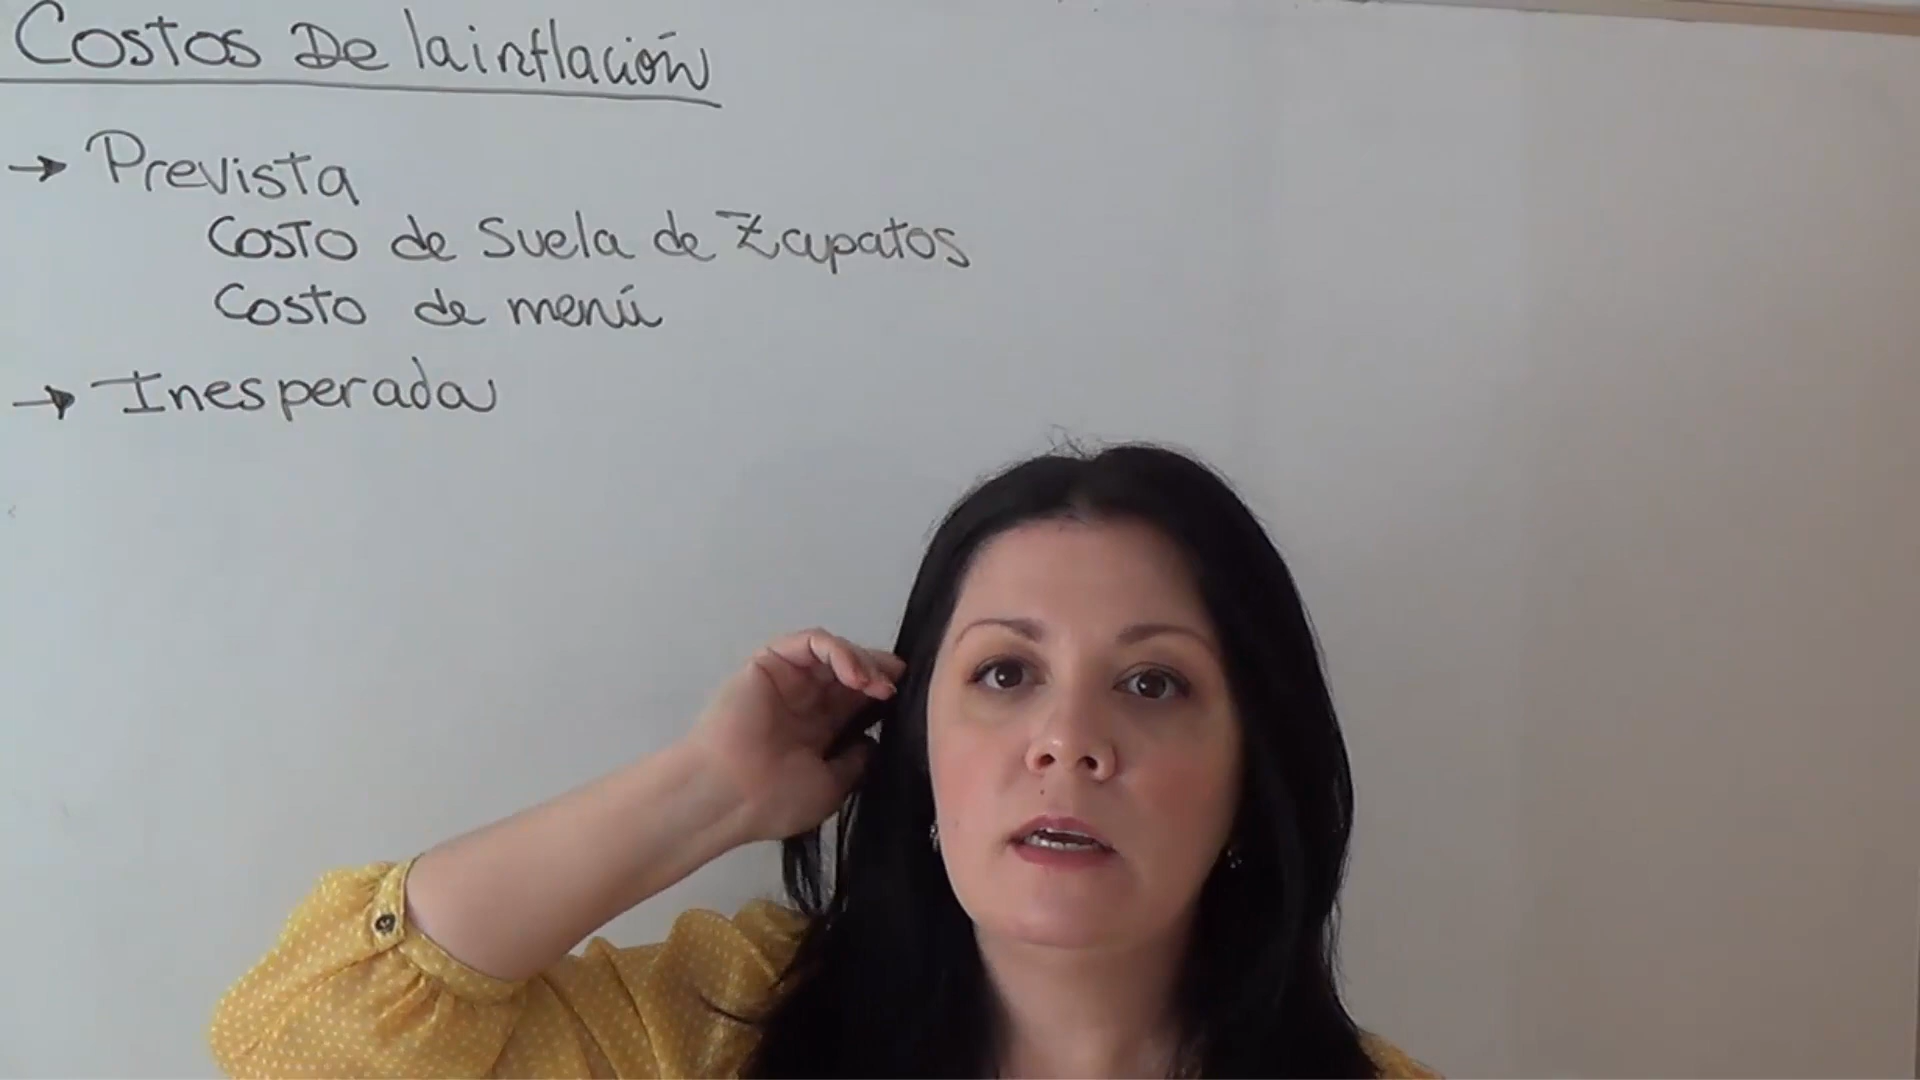 Costos De la inflación
→ Prevista
Costo de Suela de Zapatos
Costo de menú
→ Inesperada